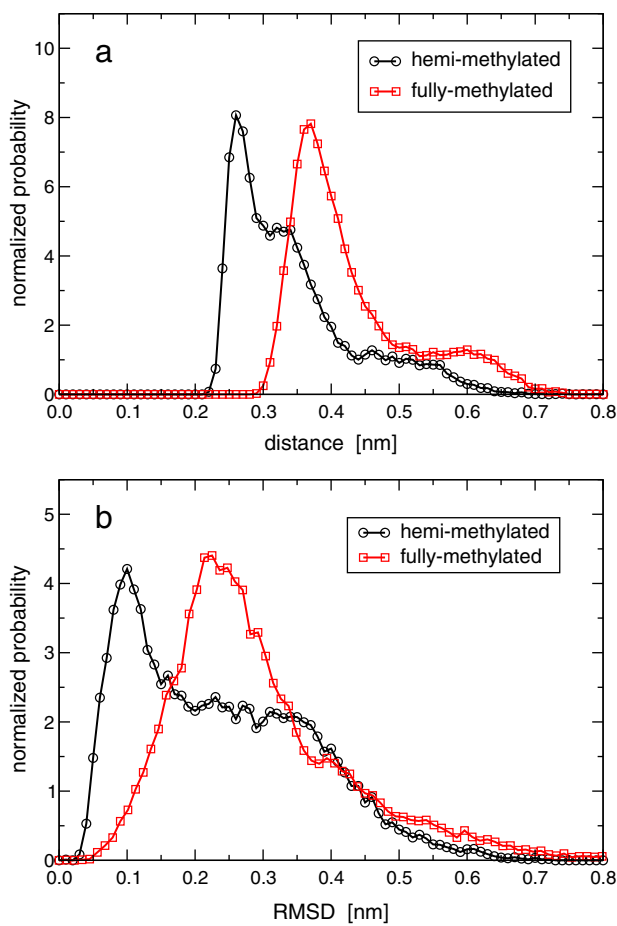 a
hemi-methylated
fully-methylated
normalized probability
10
8
6
4
2
0
0.0 0.1 0.2 0.3 0.4 0.5 0.6 0.7 0.8
distance [nm]
b
hemi-methylated
fully-methylated
normalized probability
5
4
3
2
1
0
0.0 0.1 0.2 0.3 0.4 0.5 0.6 0.7 0.8
RMSD [nm]